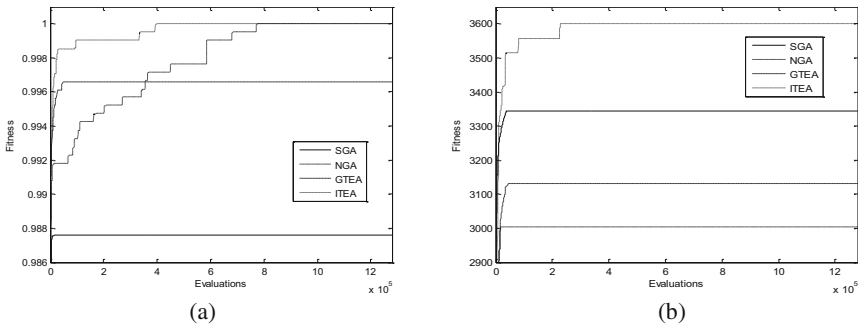 1
0.998
0.996
0.994
0.992
0.99
0.988
0.986
Fitness
0 2 4 6 8 10 12
x 10^5
Evaluations
SGA
NGA
GTEA
ITEA
(a)
3600
3500
3400
3300
3200
3100
3000
2900
Fitness
0 2 4 6 8 10 12
x 10^5
Evaluations
SGA
NGA
GTEA
ITEA
(b)